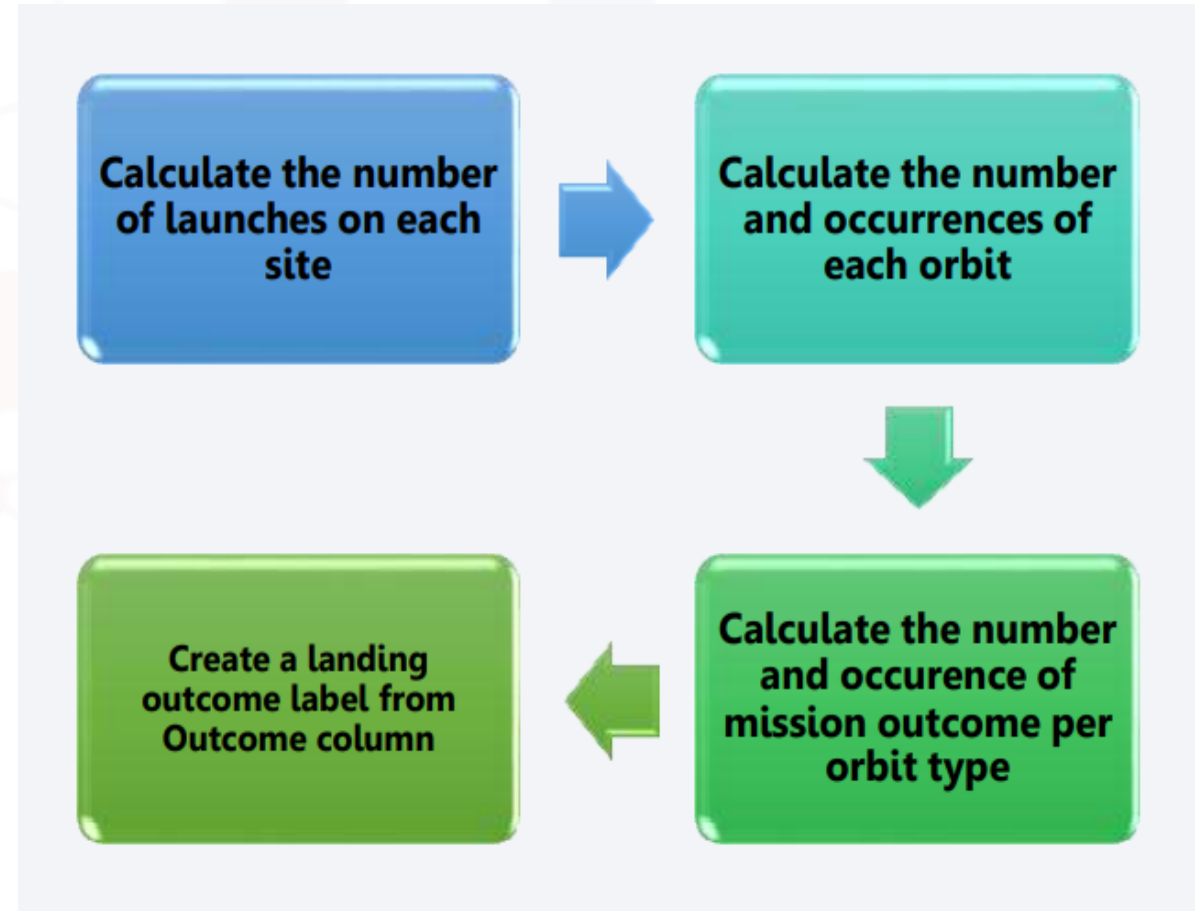 Calculate the number
of launches on each
site
Calculate the number
and occurrences of
each orbit
Calculate the number
and occurence of
mission outcome per
orbit type
Create a landing
outcome label from
Outcome column